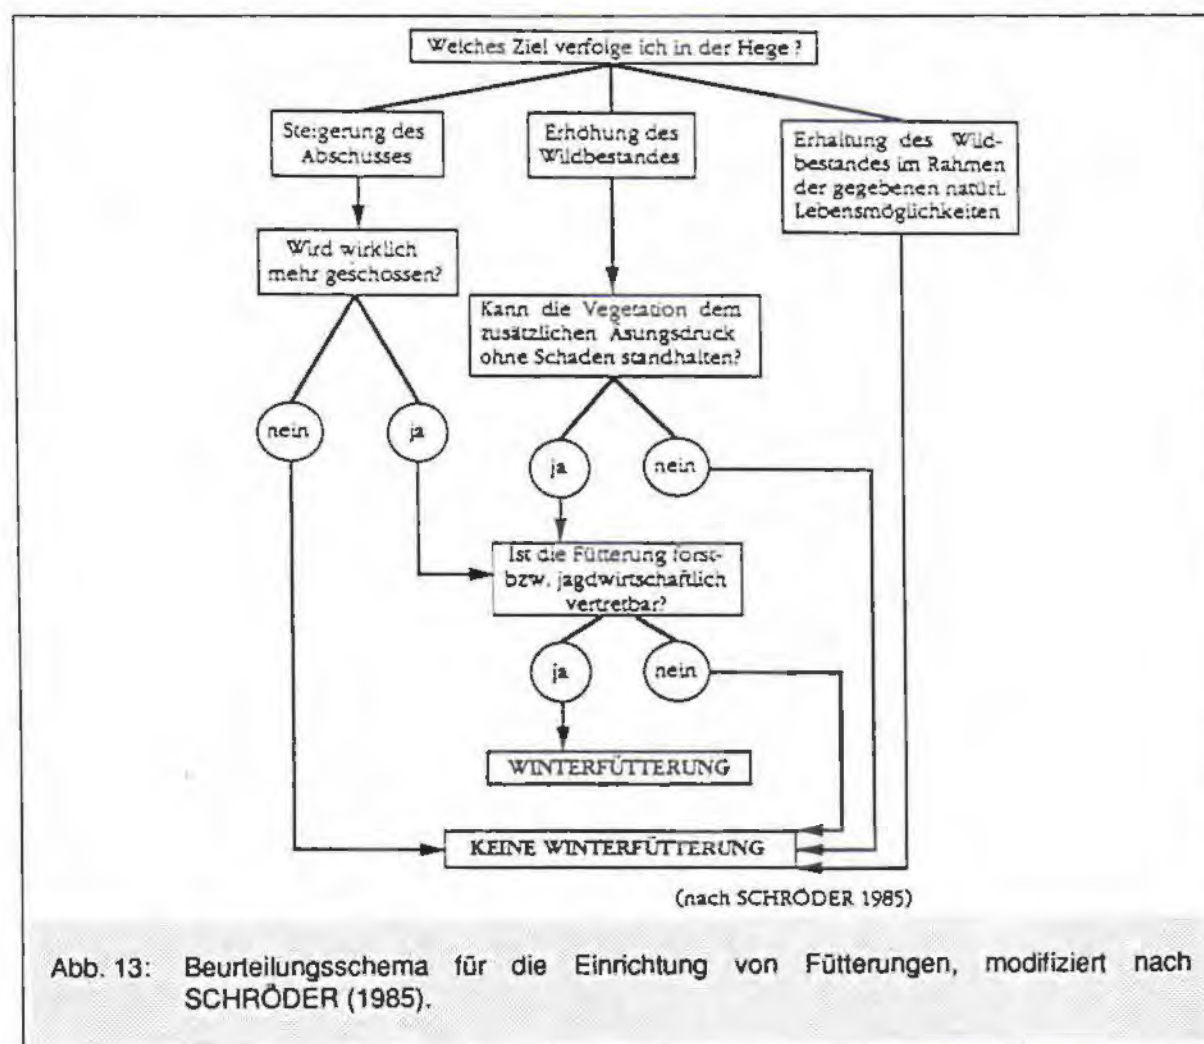 Welches Ziel verfolge ich in der Hege ?
Steigerung des
Abschusses
Erhöhung des
Wildbestandes
Erhaltung des Wild-
bestandes im Rahmen
der gegebenen natürl.
Lebensmöglichkeiten
Wird wirklich
mehr geschossen?
Kann die Vegetation dem
zusätzlichen Äsungsdruck
ohne Schaden standhalten?
nein
ja
ja
nein
Ist die Fütterung forst-
bzw. jagdwirtschaftlich
vertretbar?
ja
nein
WINTERFÜTTERUNG
KEINE WINTERFÜTTERUNG
(nach SCHRÖDER 1985)
Abb. 13: Beurteilungsschema für die Einrichtung von Fütterungen, modifiziert nach
SCHRÖDER (1985).